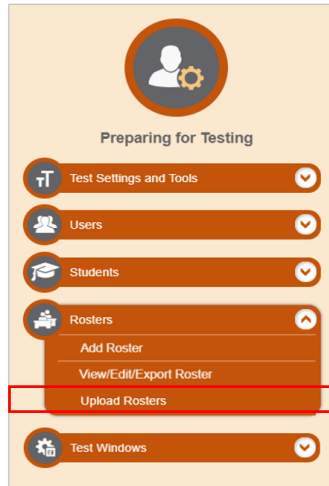 Preparing for Testing
Test Settings and Tools
Users
Students
Rosters
Add Roster
View/Edit/Export Roster
Upload Rosters
Test Windows